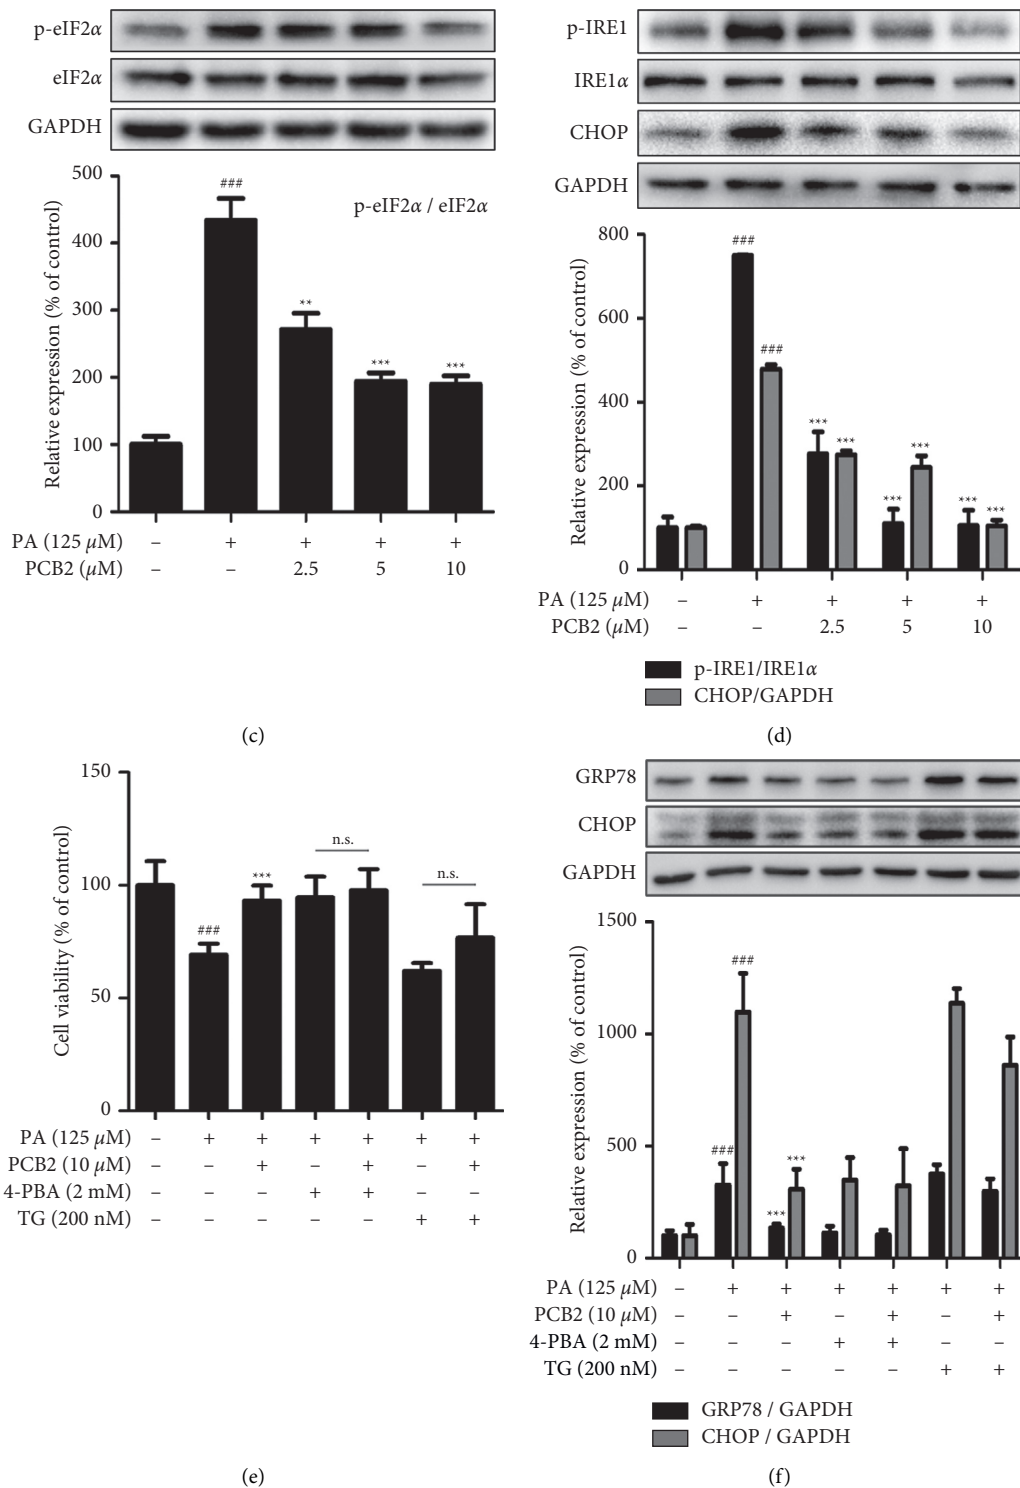 p-eIF2α
eIF2α
GAPDH
500
400
300
200
100
0
Relative expression (% of control)
p-eIF2α / eIF2α
###
**
***
***
PA (125 μM) – + + + +
PCB2 (μM) – – 2.5 5 10
(c)
p-IRE1
IRE1α
CHOP
GAPDH
800
600
400
200
0
Relative expression (% of control)
###
###
*** ***
*** ***
*** ***
PA (125 μM) – + + + +
PCB2 (μM) – – 2.5 5 10
p-IRE1/IRE1α
CHOP/GAPDH
(d)
150
100
50
0
Cell viability (% of control)
###
***
n.s.
n.s.
PA (125 μM) – + + + + + +
PCB2 (10 μM) – – + – + – +
4-PBA (2 mM) – – – + + – –
TG (200 nM) – – – – – + +
(e)
GRP78
CHOP
GAPDH
1500
1000
500
0
Relative expression (% of control)
###
###
***
***
PA (125 μM) – + + + + + +
PCB2 (10 μM) – – + – + – +
4-PBA (2 mM) – – – + + – –
TG (200 nM) – – – – – + +
GRP78 / GAPDH
CHOP / GAPDH
(f)